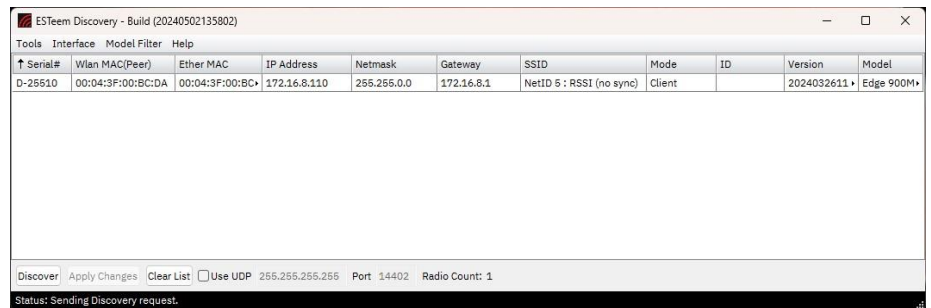 ESTeem Discovery - Build (20240502135802)
Tools Interface Model Filter Help
↑ Serial# Wlan MAC(Peer) Ether MAC IP Address Netmask Gateway SSID Mode ID Version Model
D-25510 00:04:3F:00:BC:DA 00:04:3F:00:BC 172.16.8.110 255.255.0.0 172.16.8.1 NetID 5 : RSSI (no sync) Client 2024032611 Edge 900M
Discover Apply Changes Clear List Use UDP 255.255.255.255 Port 14402 Radio Count: 1
Status: Sending Discovery request.